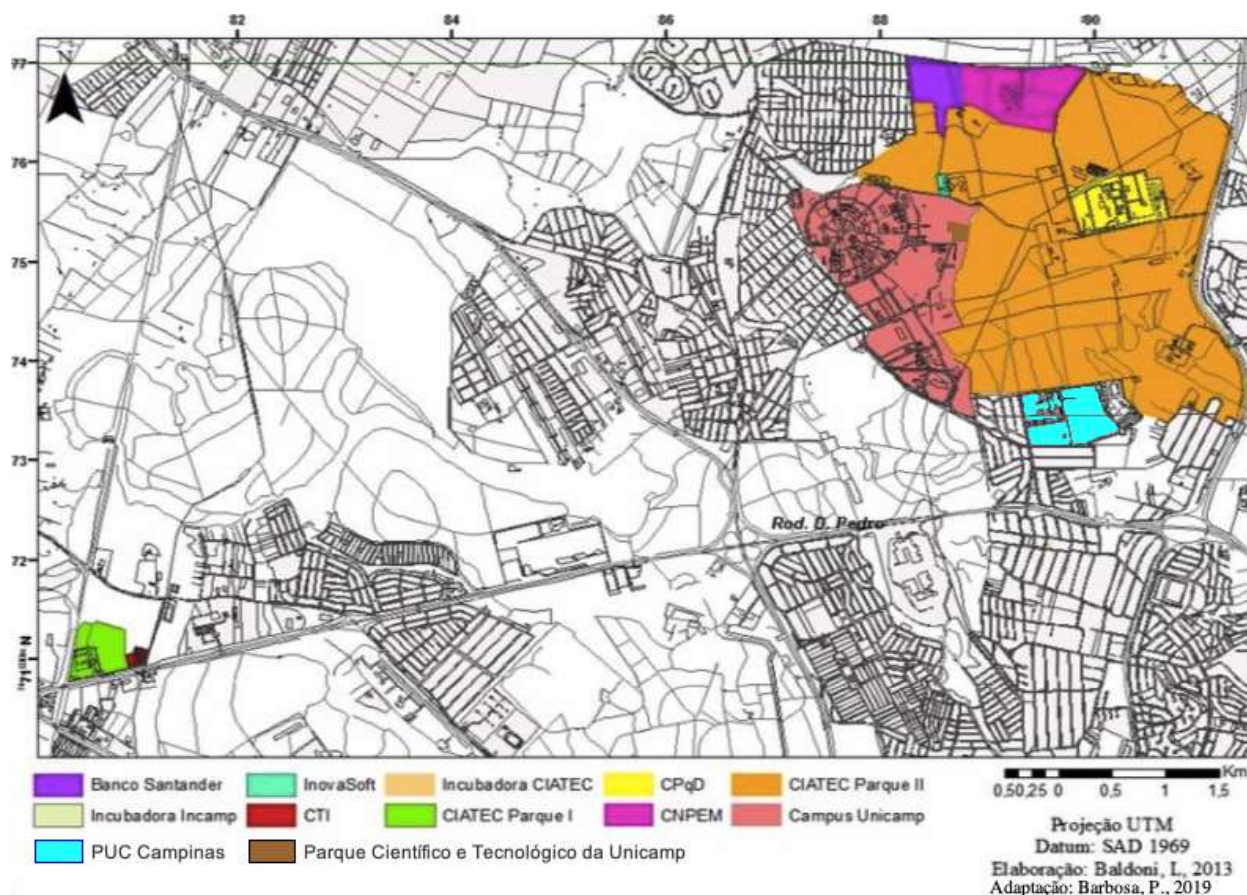 82 84 86 88 90
77
76
75
74
73
Rod. D. Pedro
72
71
N
Banco Santander InovaSoft Incubadora CIATEC CPqD CIATEC Parque II
Incubadora Incamp CTI CIATEC Parque I CNPEM Campus Unicamp
PUC Campinas Parque Científico e Tecnológico da Unicamp
Km
0,50,25 0 0,5 1 1,5
Projeção UTM
Datum: SAD 1969
Elaboração: Baldoni, L, 2013
Adaptação: Barbosa, P., 2019